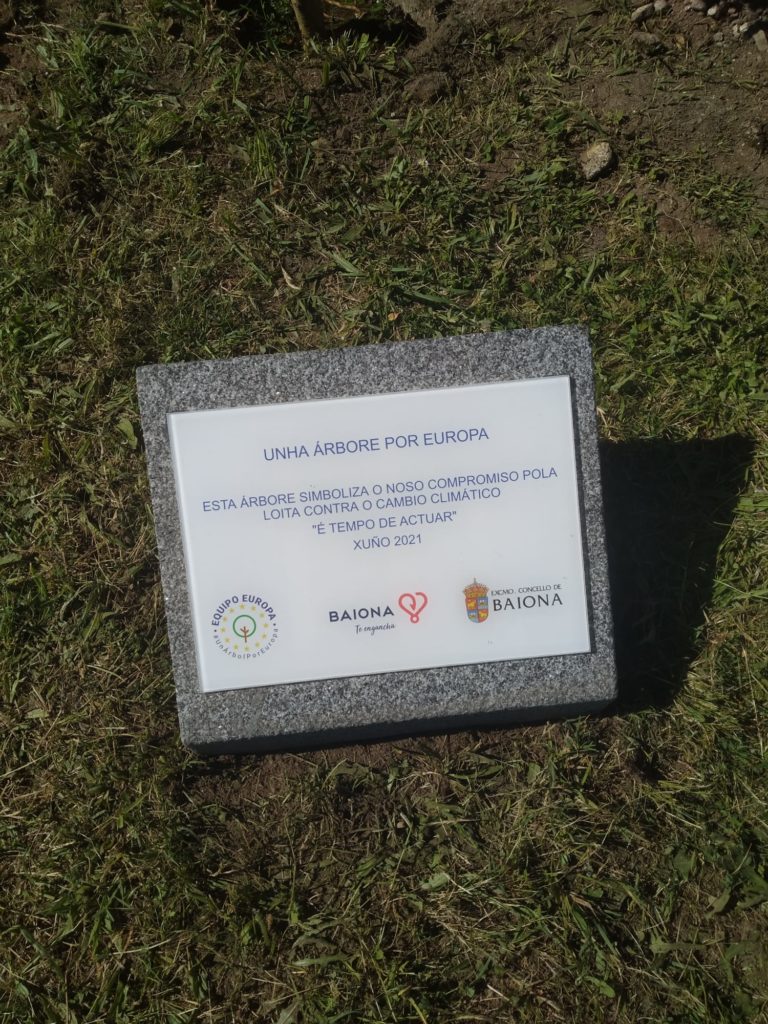 UNHA ÁRBORE POR EUROPA
ESTA ÁRBORE SIMBOLIZA O NOSO COMPROMISO POLA
LOITA CONTRA O CAMBIO CLIMÁTICO
"É TEMPO DE ACTUAR"
XUÑO 2021
EQUIPO EUROPA
#UnÁrbolPorEuropa
BAIONA
Te engancha
EXCMO. CONCELLO DE
BAIONA